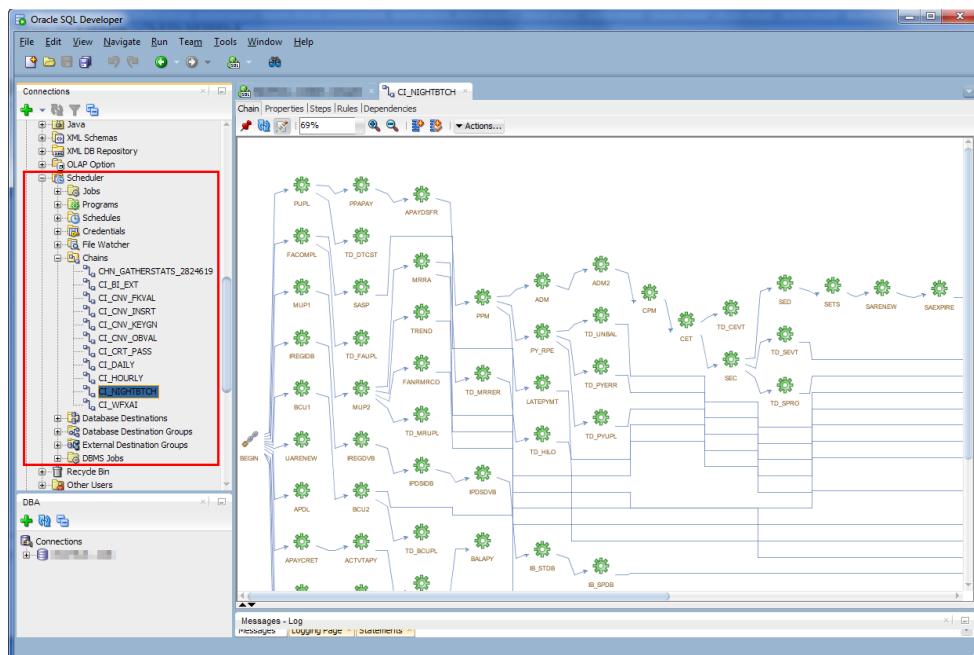 Oracle SQL Developer
File Edit View Navigate Run Team Tools Window Help
Connections
CI_NIGHTBTCH
Chain Properties Steps Rules Dependencies
69%
Actions...
Java
XML Schemas
XML DB Repository
OLAP Option
Scheduler
Jobs
Programs
Schedules
Credentials
File Watcher
Chains
CHN_GATHERSTATS_2824619
CI_BI_EXT
CI_CNV_FKVAL
CI_CNV_INSRT
CI_CNV_KEYGN
CI_CNV_OBVAL
CI_CRT_PASS
CI_DAILY
CI_HOURLY
CI_NIGHTBTCH
CI_WFXAI
Database Destinations
Database Destination Groups
External Destination Groups
DBMS Jobs
Recycle Bin
Other Users
DBA
Connections
PUPL PPAPAY APAYDSFR
FACOMPL TD_DTCST MRRA ADM ADM2
MUP1 SASP PPM CPM SED SETS SARENEW SAEXPIRE
IREGIDB TD_FAUPL TREND PY_RPE TD_UNBAL CET TD_CEVT TD_SEVT
BCU1 MUP2 FANRMRCD TD_MRRER LATEPYMT TD_PYERR SEC TD_SPRO
BEGIN UARENEW IREGDVB TD_MRUPL TD_HILO TD_PYUPL
APDL BCU2 IPDSIDB IPDSDVB
APAYCRET ACTVTAPY TD_BCUPL BALAPY IB_STDB IB_SPDB
Messages - Log
Messages Logging Page Statements